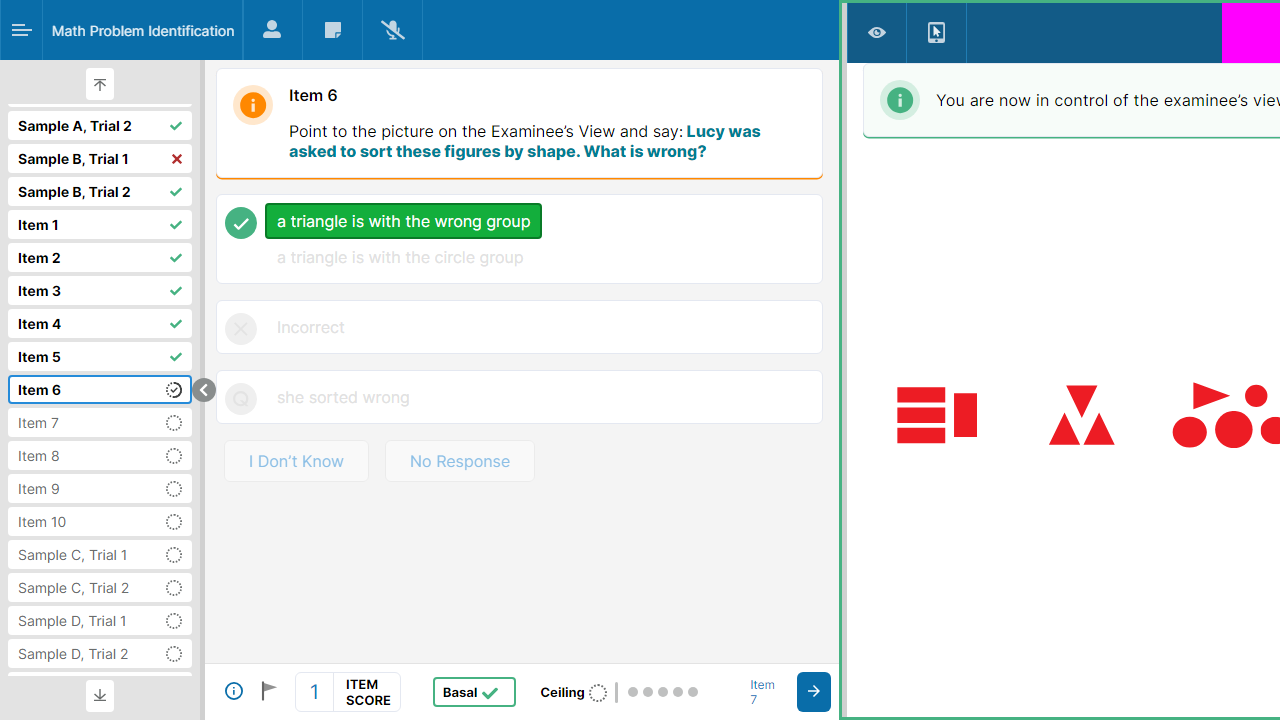 Math Problem Identification
Sample A, Trial 2
Sample B, Trial 1
Sample B, Trial 2
Item 1
Item 2
Item 3
Item 4
Item 5
Item 6
Item 7
Item 8
Item 9
Item 10
Sample C, Trial 1
Sample C, Trial 2
Sample D, Trial 1
Sample D, Trial 2
Item 6
Point to the picture on the Examinee's View and say: Lucy was
asked to sort these figures by shape. What is wrong?
a triangle is with the wrong group
a triangle is with the circle group
Incorrect
Q she sorted wrong
I Don't Know
No Response
1
ITEM
SCORE
Basal
Ceiling
Item
7
You are now in control of the examinee's view